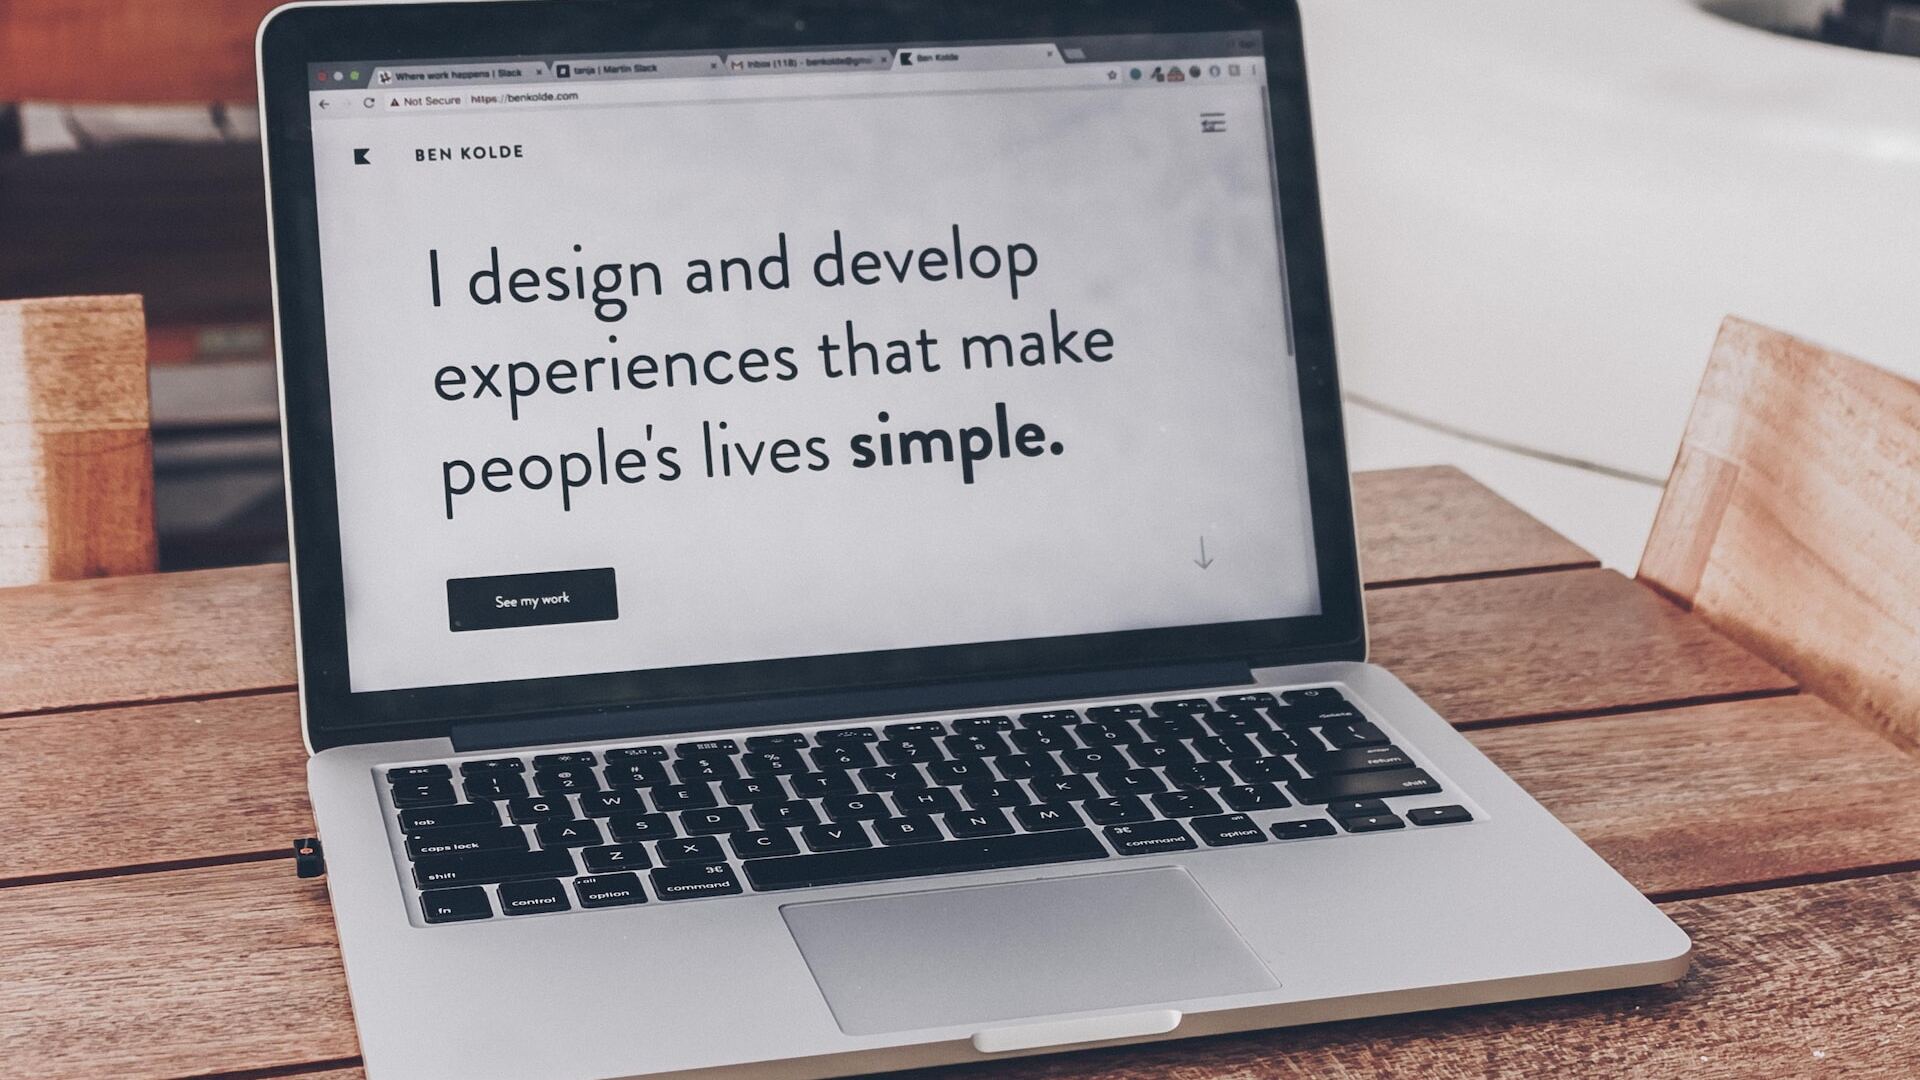 Where work happens | Slack
tanja | Martin Slack
Inbox (118) - benkolde@gm
Ben Kolde
Not Secure https://benkolde.com
BEN KOLDE
I design and develop
experiences that make
people's lives simple.
See my work
esc
delete
tab Q W E R T Y U I O P
caps lock A S D F G H J K L return
shift Z X C V B N M shift
fn control option command command option